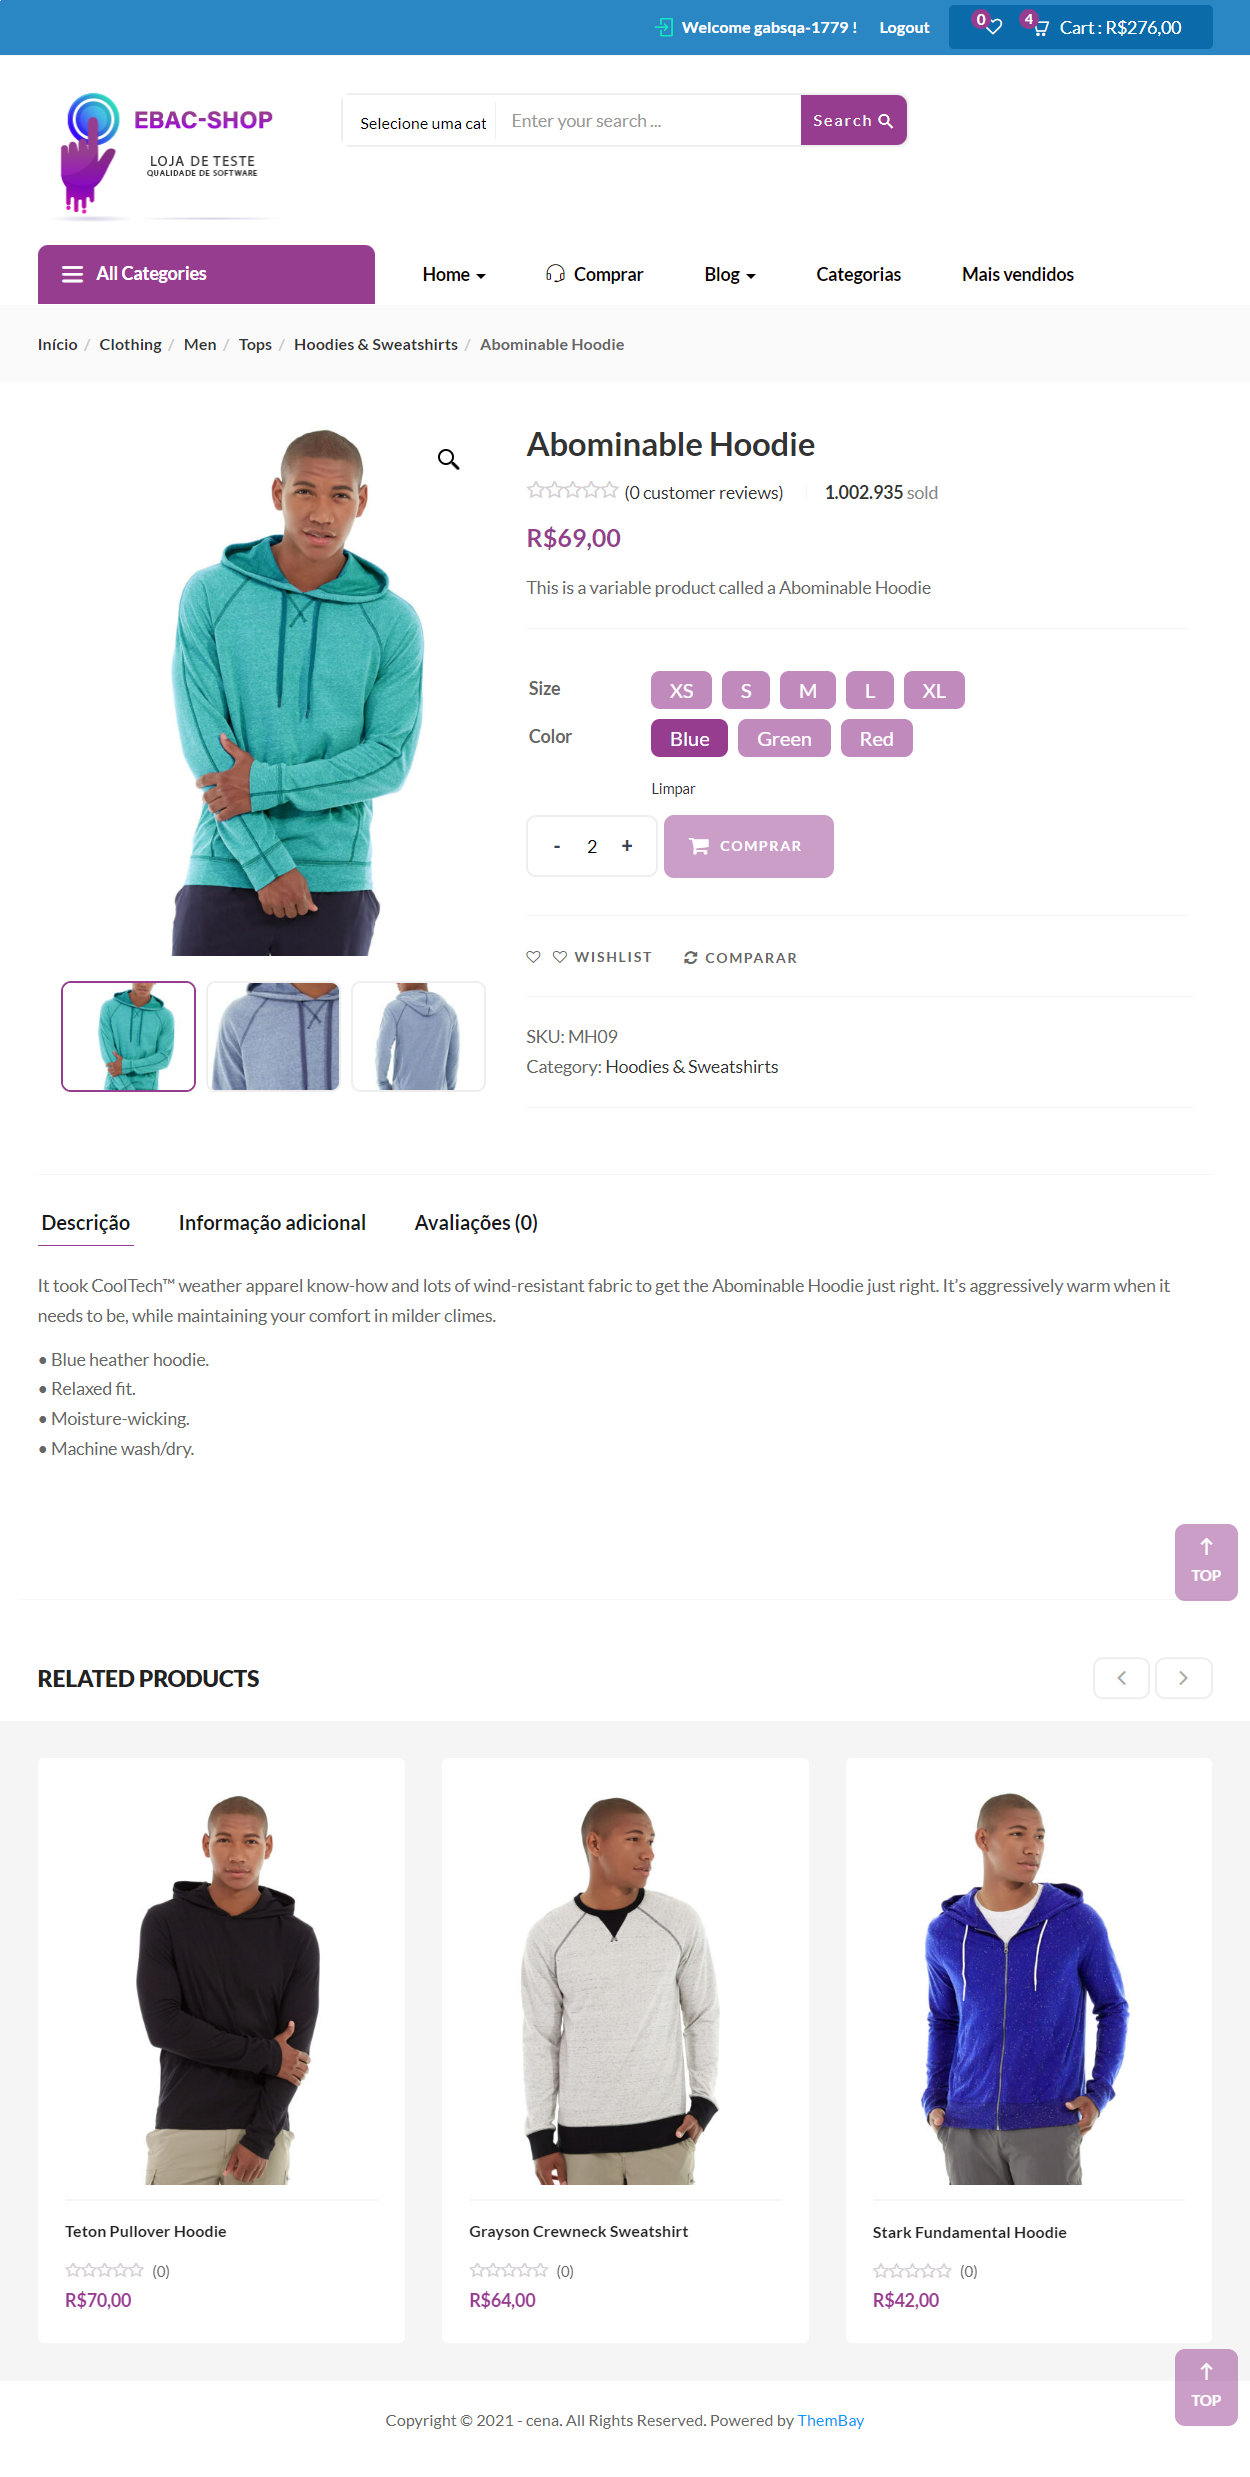 Welcome gabsqa-1779 ! Logout 0 4 Cart : R$276,00
EBAC-SHOP
LOJA DE TESTE
QUALIDADE DE SOFTWARE
Selecione uma cat Enter your search ... Search
All Categories Home Comprar Blog Categorias Mais vendidos
Início / Clothing / Men / Tops / Hoodies & Sweatshirts / Abominable Hoodie
Abominable Hoodie
(0 customer reviews) 1.002.935 sold
R$69,00
This is a variable product called a Abominable Hoodie
Size XS S M L XL
Color Blue Green Red
Limpar
- 2 + COMPRAR
WISHLIST COMPARAR
SKU: MH09
Category: Hoodies & Sweatshirts
Descrição Informação adicional Avaliações (0)
It took CoolTech™ weather apparel know-how and lots of wind-resistant fabric to get the Abominable Hoodie just right. It’s aggressively warm when it
needs to be, while maintaining your comfort in milder climes.
• Blue heather hoodie.
• Relaxed fit.
• Moisture-wicking.
• Machine wash/dry.
TOP
RELATED PRODUCTS
Teton Pullover Hoodie
(0)
R$70,00
Grayson Crewneck Sweatshirt
(0)
R$64,00
Stark Fundamental Hoodie
(0)
R$42,00
TOP
Copyright © 2021 - cena. All Rights Reserved. Powered by ThemBay